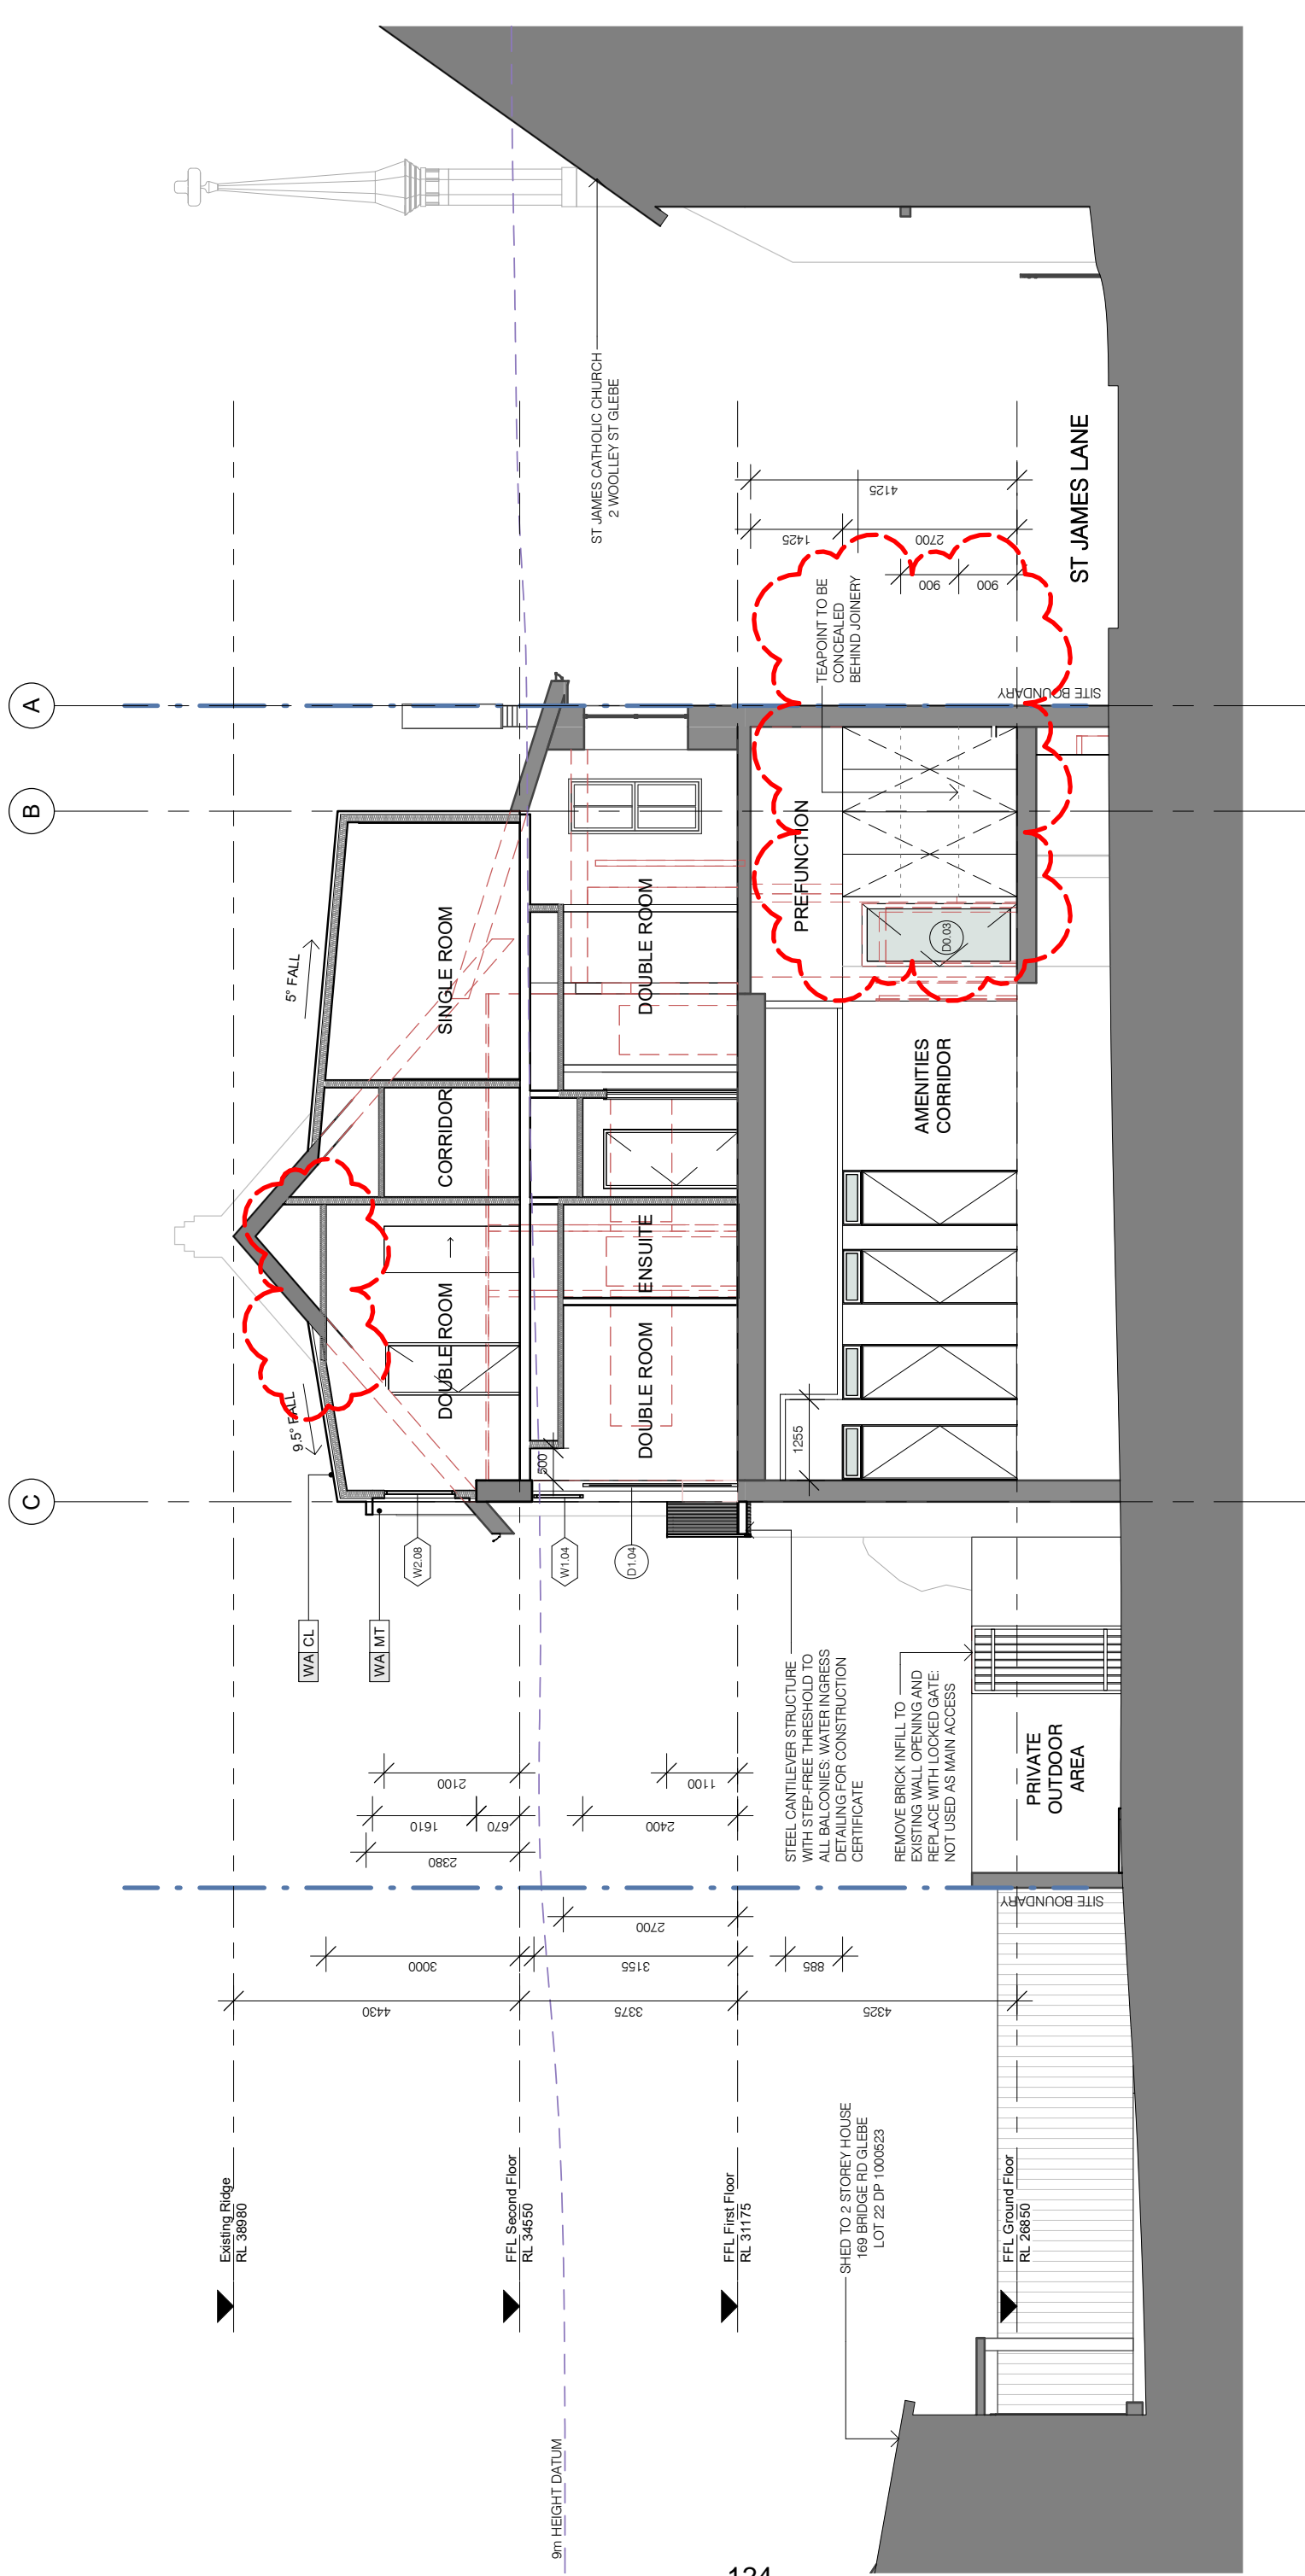 A
B
C
ST JAMES CATHOLIC CHURCH
2 WOOLLEY ST GLEBE
ST JAMES LANE
SITE BOUNDARY
4125
1425
2700
900
900
TEAPOINT TO BE
CONCEALED
BEHIND JOINERY
PREFUNCTION
D0.03
5° FALL
SINGLE ROOM
DOUBLE ROOM
CORRIDOR
AMENITIES
CORRIDOR
ENSUITE
DOUBLE ROOM
DOUBLE ROOM
9.5° FALL
500
1255
W2.08
W1.04
D1.04
WA CL
WA MT
STEEL CANTILEVER STRUCTURE
WITH STEP-FREE THRESHOLD TO
ALL BALCONIES: WATER INGRESS
DETAILING FOR CONSTRUCTION
CERTIFICATE
REMOVE BRICK INFILL TO
EXISTING WALL OPENING AND
REPLACE WITH LOCKED GATE:
NOT USED AS MAIN ACCESS
PRIVATE
OUTDOOR
AREA
2100
1610
670
2380
1100
2400
2700
SITE BOUNDARY
3000
3155
885
4430
3375
4325
Existing Ridge
RL 38980
FFL Second Floor
RL 34550
FFL First Floor
RL 31175
FFL Ground Floor
RL 26850
SHED TO 2 STOREY HOUSE
169 BRIDGE RD GLEBE
LOT 22 DP 1000523
9m HEIGHT DATUM